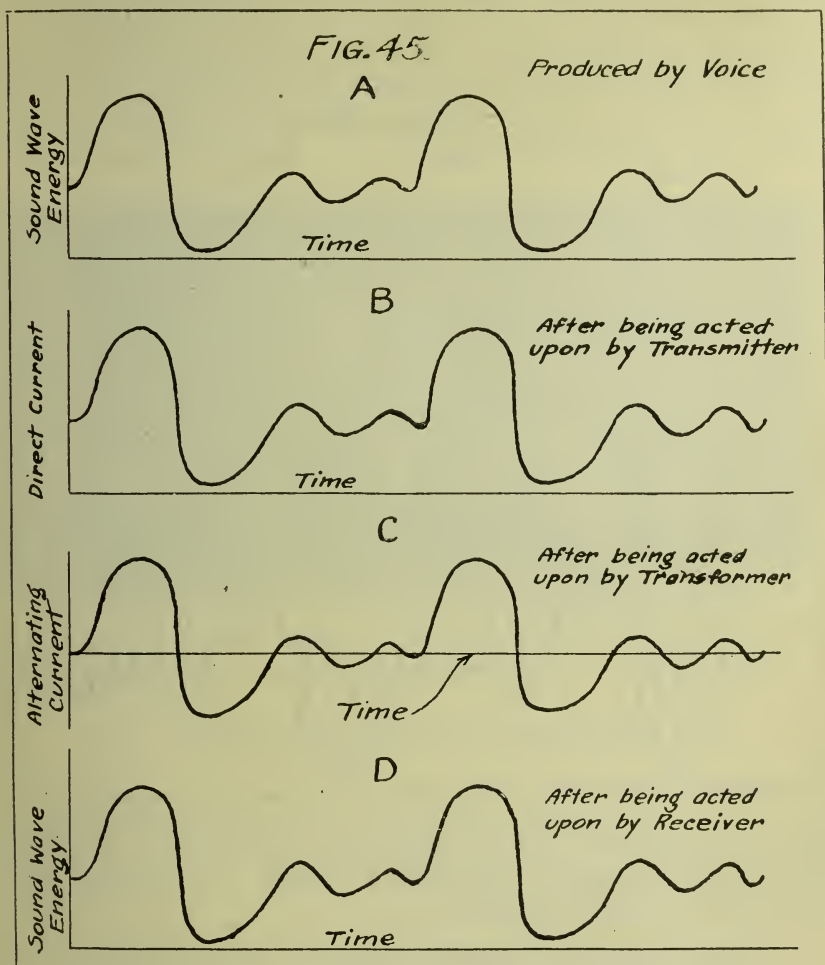 FIG. 45.
A
Produced by Voice
Sound Wave
Energy
Time
B
After being acted
upon by Transmitter
Direct Current
Time
C
After being acted
upon by Transformer
Alternating
Current
Time
D
After being acted
upon by Receiver
Sound Wave
Energy
Time